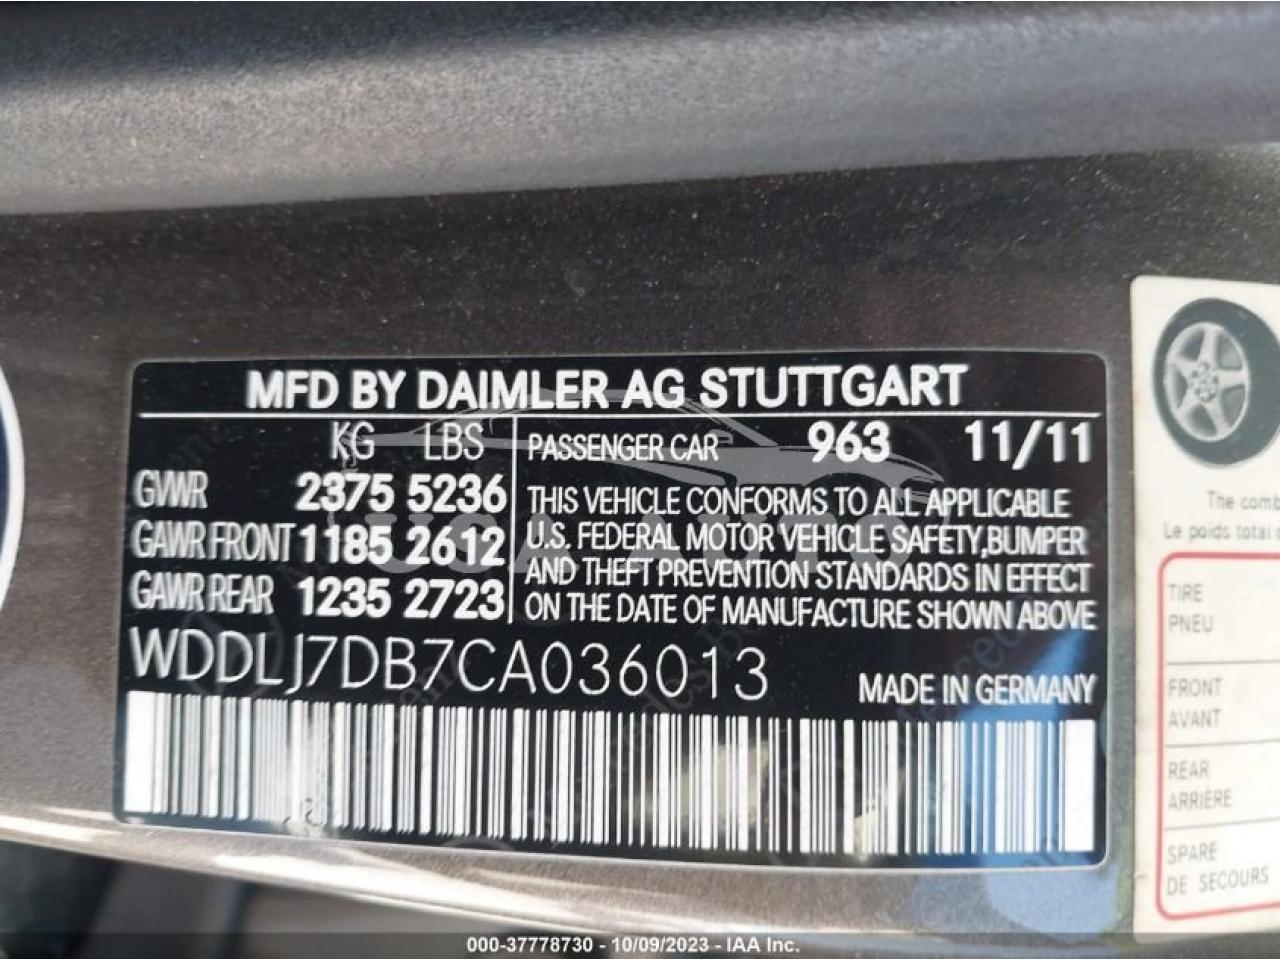 MFD BY DAIMLER AG STUTTGART
KG LBS
GVWR 2375 5236
GAWR FRONT 1185 2612
GAWR REAR 1235 2723
PASSENGER CAR 963 11/11
THIS VEHICLE CONFORMS TO ALL APPLICABLE
U.S. FEDERAL MOTOR VEHICLE SAFETY,BUMPER
AND THEFT PREVENTION STANDARDS IN EFFECT
ON THE DATE OF MANUFACTURE SHOWN ABOVE
WDDLJ7DB7CA036013
MADE IN GERMANY
The comb
Le poids total
TIRE
PNEU
FRONT
AVANT
REAR
ARRIÈRE
SPARE
DE SECOURS
000-37778730 - 10/09/2023 - IAA Inc.